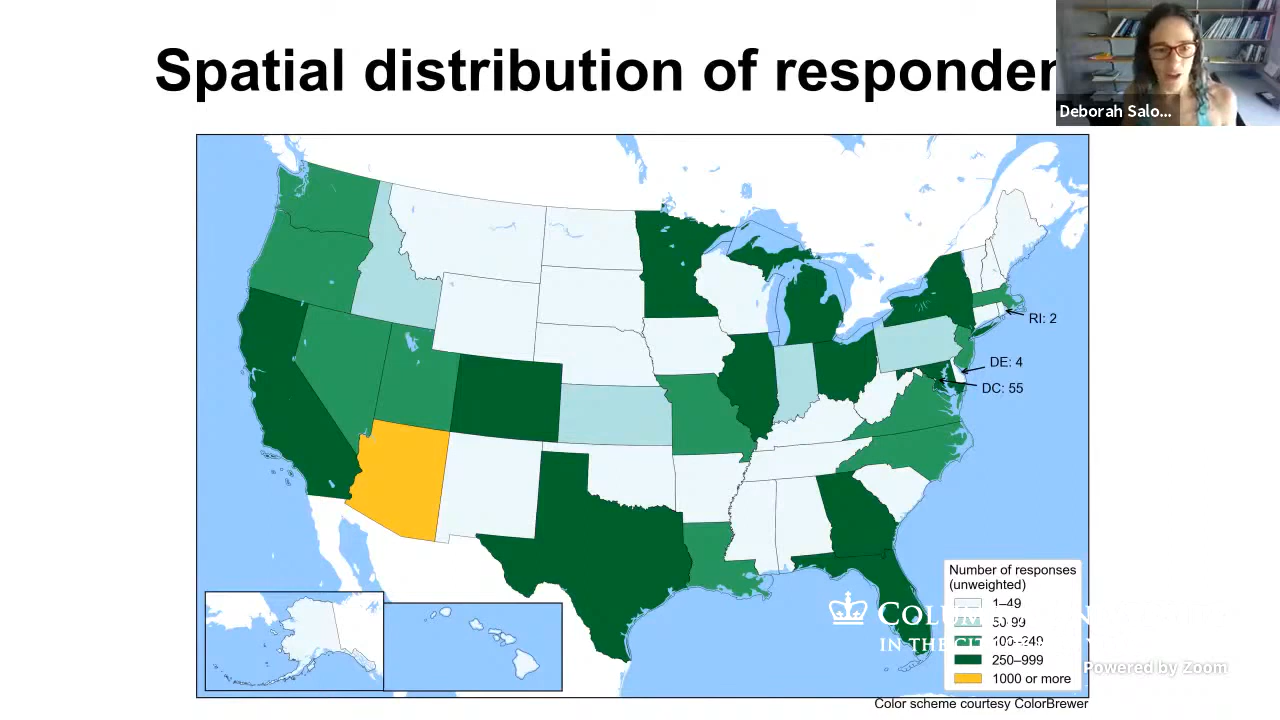 Spatial distribution of responder
Deborah Salo...
RI: 2
DE: 4
DC: 55
Number of responses
(unweighted)
1–49
50-99
100–249
250–999
1000 or more
IN THE CIT
Powered by Zoom
Color scheme courtesy ColorBrewer